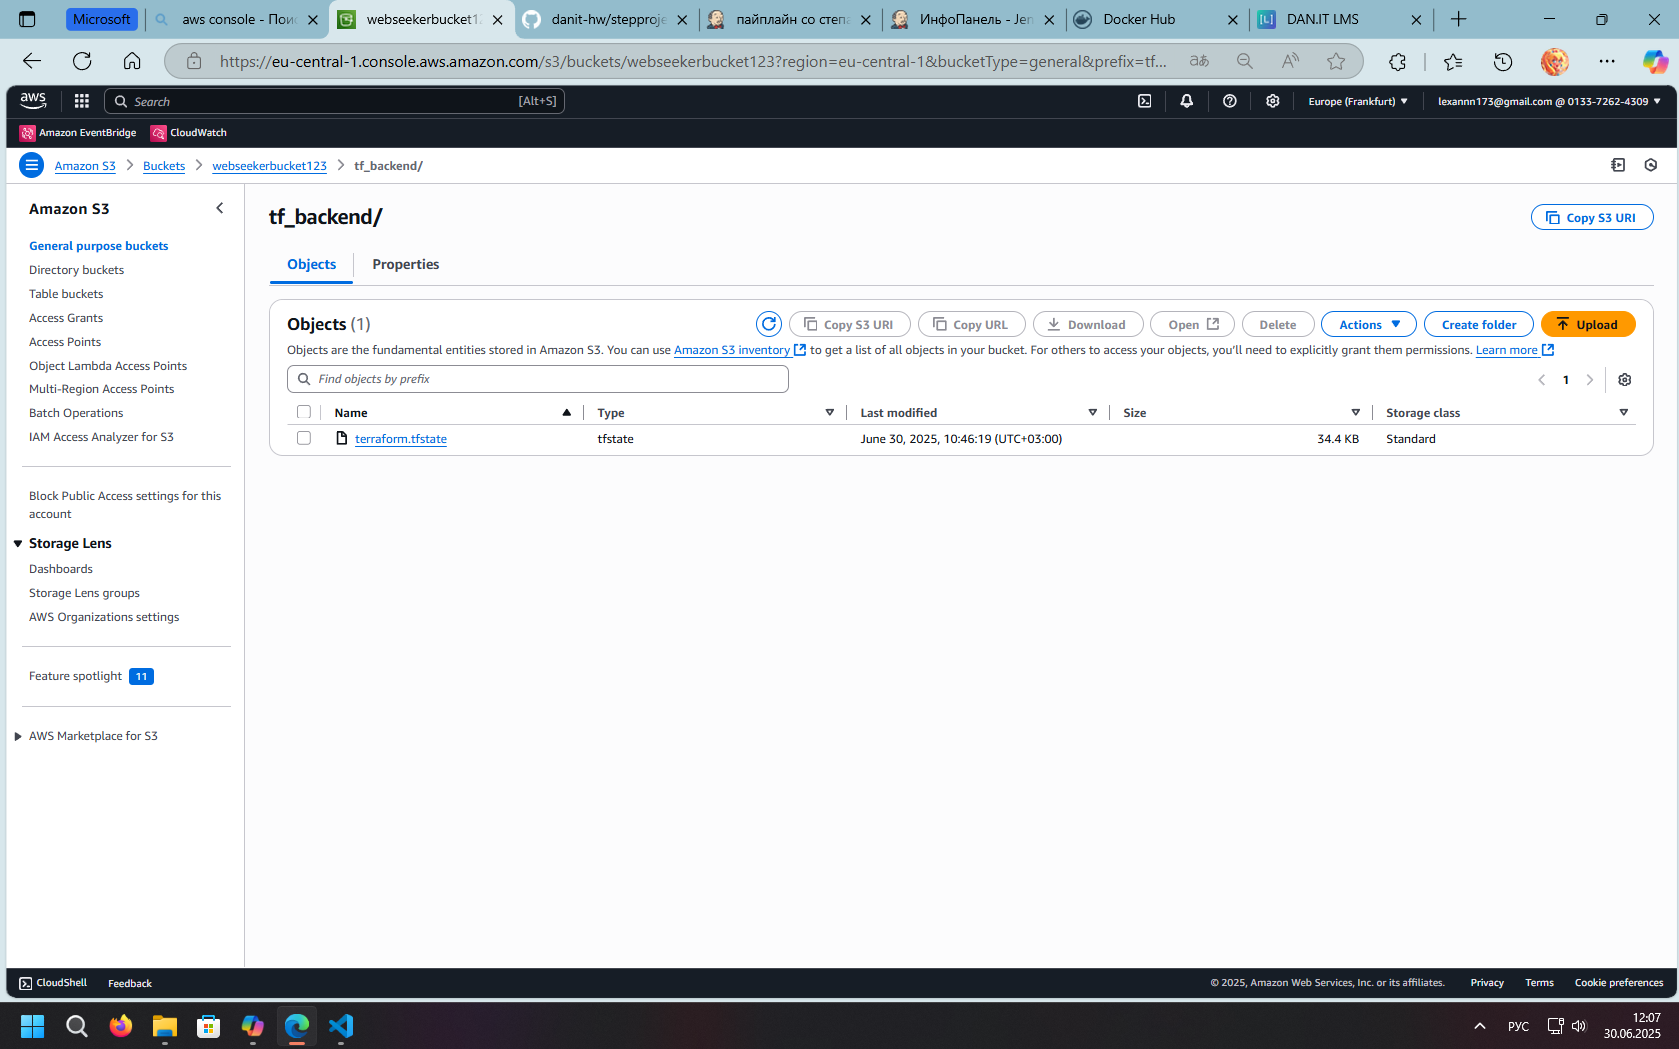 Microsoft
aws console - Поис
webseekerbucket12
danit-hw/stepproje
пайплайн со степа
ИнфоПанель - Jen
Docker Hub
DAN.IT LMS
https://eu-central-1.console.aws.amazon.com/s3/buckets/webseekerbucket123?region=eu-central-1&bucketType=general&prefix=tf...
aws
Search
[Alt+S]
Europe (Frankfurt)
lexannn173@gmail.com @ 0133-7262-4309
Amazon EventBridge
CloudWatch
Amazon S3
Buckets
webseekerbucket123
tf_backend/
Amazon S3
General purpose buckets
Directory buckets
Table buckets
Access Grants
Access Points
Object Lambda Access Points
Multi-Region Access Points
Batch Operations
IAM Access Analyzer for S3
Block Public Access settings for this
account
Storage Lens
Dashboards
Storage Lens groups
AWS Organizations settings
Feature spotlight 11
AWS Marketplace for S3
tf_backend/
Copy S3 URI
Objects
Properties
Objects (1)
Copy S3 URI
Copy URL
Download
Open
Delete
Actions
Create folder
Upload
Objects are the fundamental entities stored in Amazon S3. You can use Amazon S3 inventory to get a list of all objects in your bucket. For others to access your objects, you'll need to explicitly grant them permissions. Learn more
Find objects by prefix
1
Name Type Last modified Size Storage class
terraform.tfstate tfstate June 30, 2025, 10:46:19 (UTC+03:00) 34.4 KB Standard
CloudShell
Feedback
© 2025, Amazon Web Services, Inc. or its affiliates.
Privacy
Terms
Cookie preferences
РУС
12:07
30.06.2025